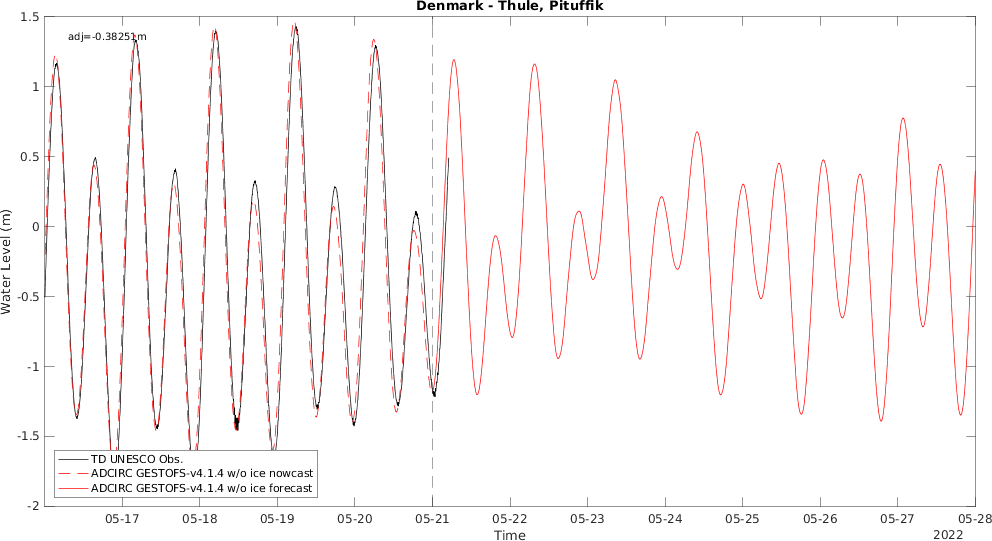 Denmark - Thule, Pituffik
adj=-0.38251m
Water Level (m)
1.5
1
0.5
0
-0.5
-1
-1.5
-2
TD UNESCO Obs.
ADCIRC GESTOFS-v4.1.4 w/o ice nowcast
ADCIRC GESTOFS-v4.1.4 w/o ice forecast
05-17 05-18 05-19 05-20 05-21 05-22 05-23 05-24 05-25 05-26 05-27 05-28
Time
2022